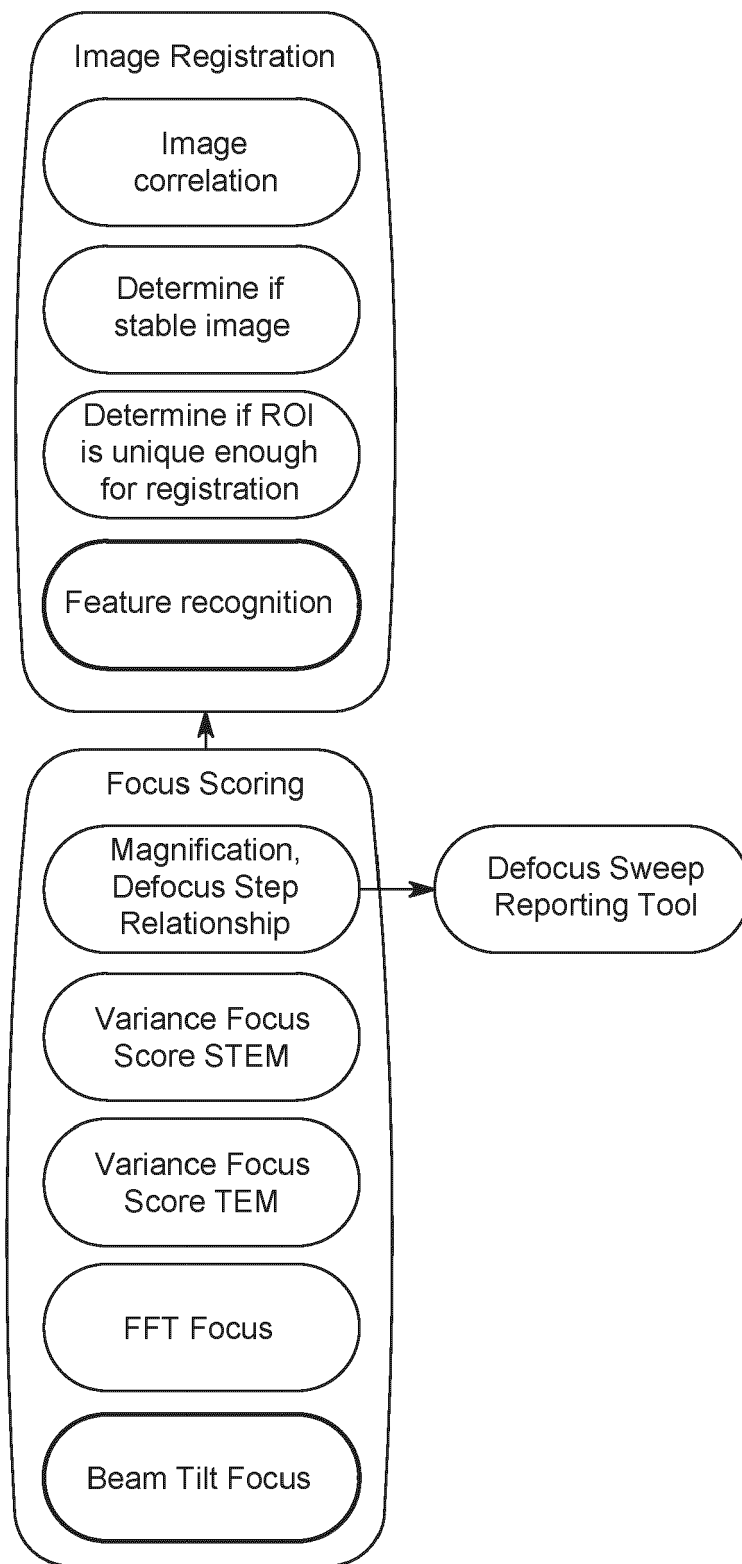 Image Registration
Image
correlation
Determine if
stable image
Determine if ROI
is unique enough
for registration
Feature recognition
Focus Scoring
Magnification,
Defocus Step
Relationship
Defocus Sweep
Reporting Tool
Variance Focus
Score STEM
Variance Focus
Score TEM
FFT Focus
Beam Tilt Focus